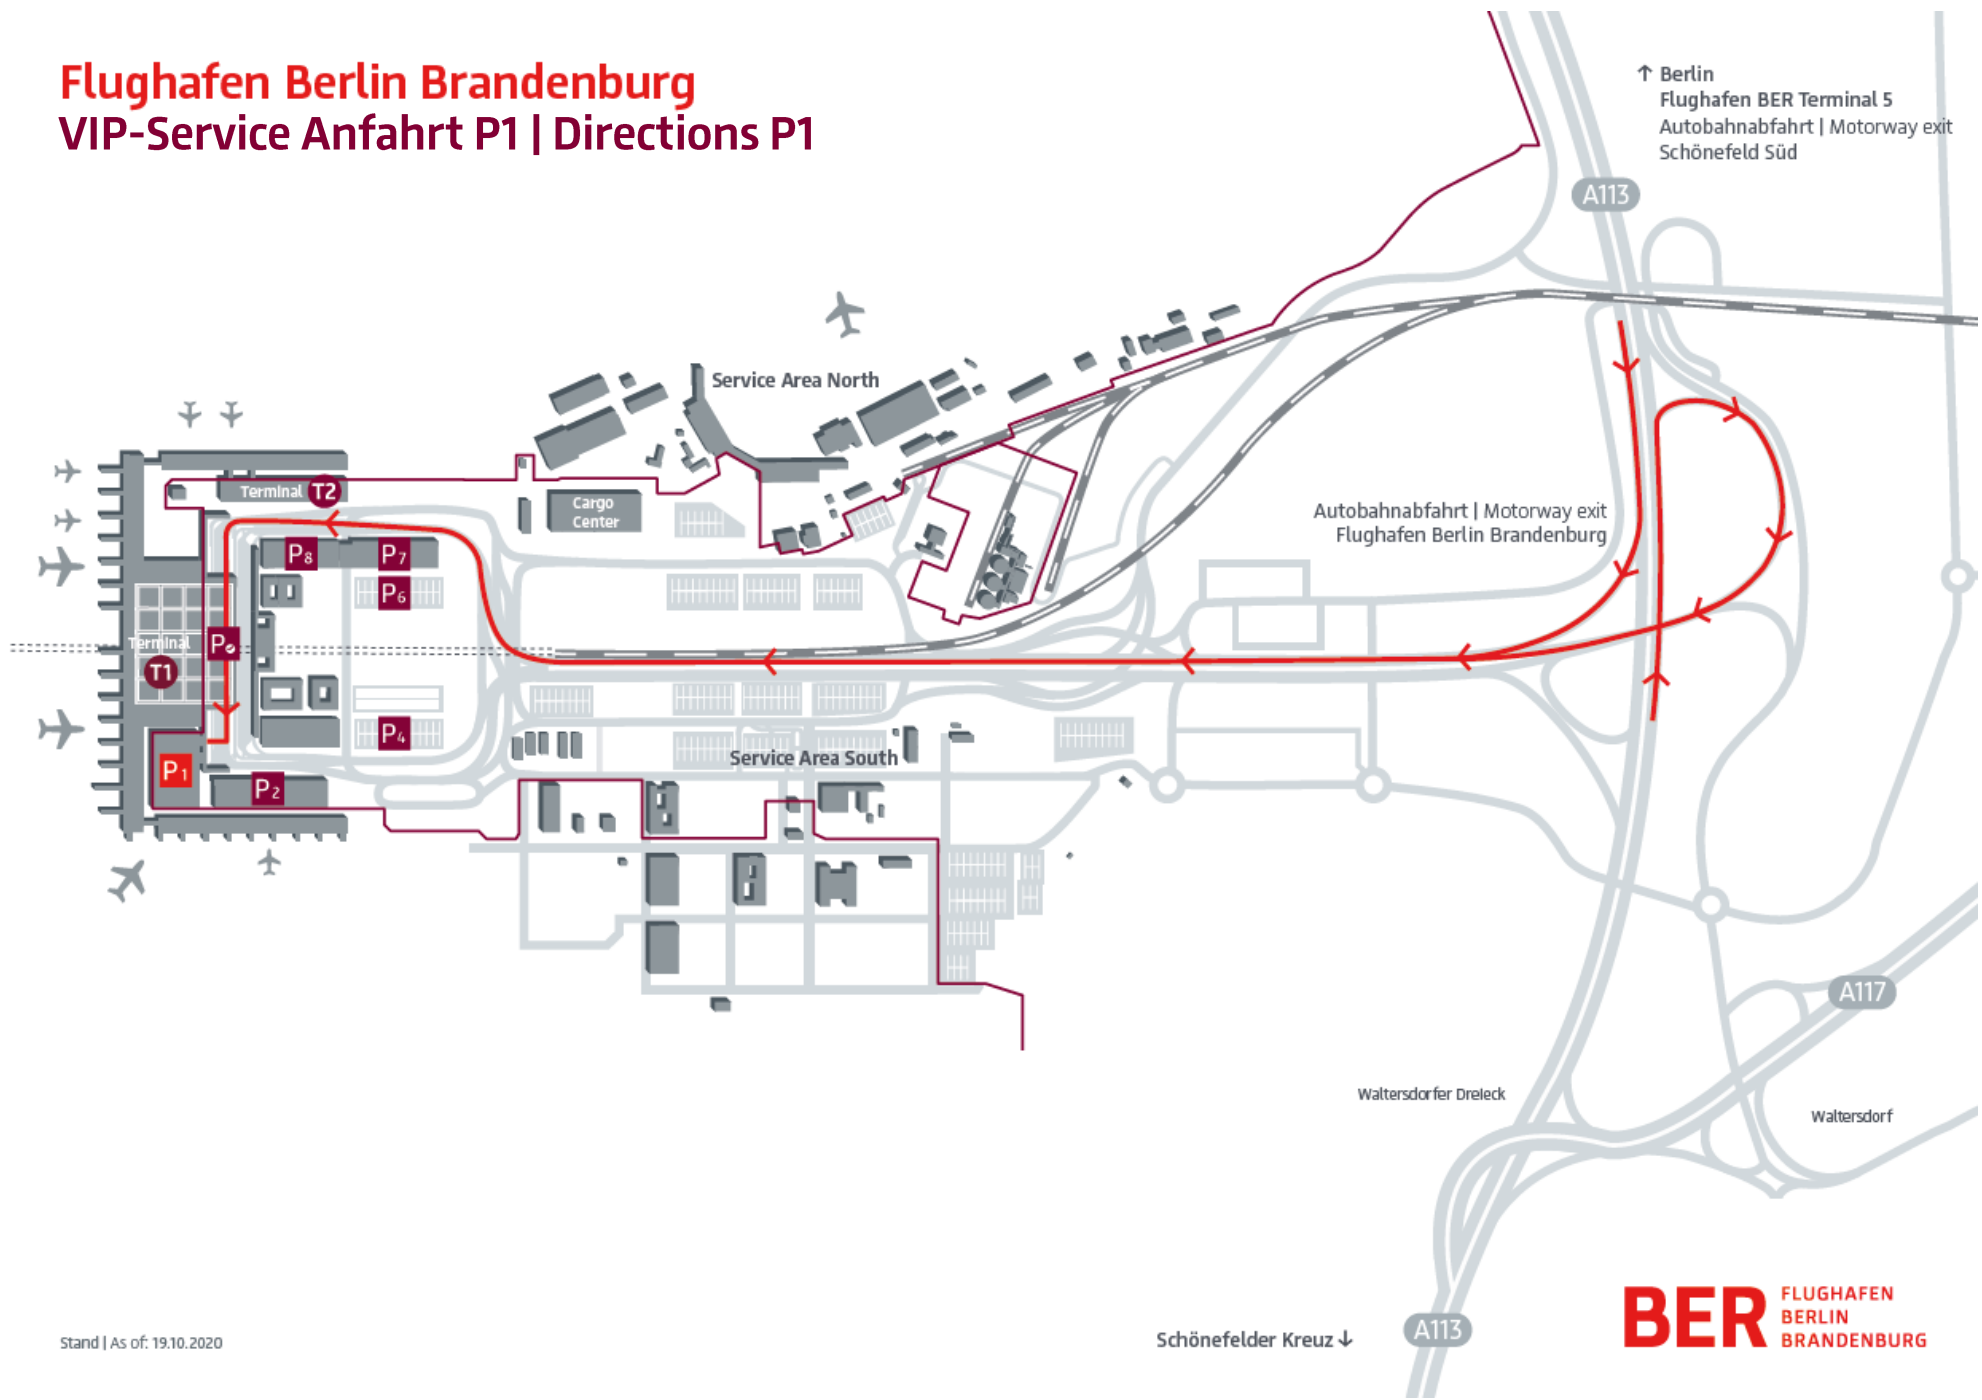 Flughafen Berlin Brandenburg
VIP-Service Anfahrt P1 | Directions P1
↑ Berlin
Flughafen BER Terminal 5
Autobahnabfahrt | Motorway exit
Schönefeld Süd
A113
Service Area North
Terminal T2
Cargo
Center
Autobahnabfahrt | Motorway exit
Flughafen Berlin Brandenburg
P8
P7
P6
P
Terminal
T1
P4
Service Area South
P1
P2
A117
Waltersdorfer Dreieck
Waltersdorf
Schönefelder Kreuz ↓
A113
BER
FLUGHAFEN
BERLIN
BRANDENBURG
Stand | As of: 19.10.2020